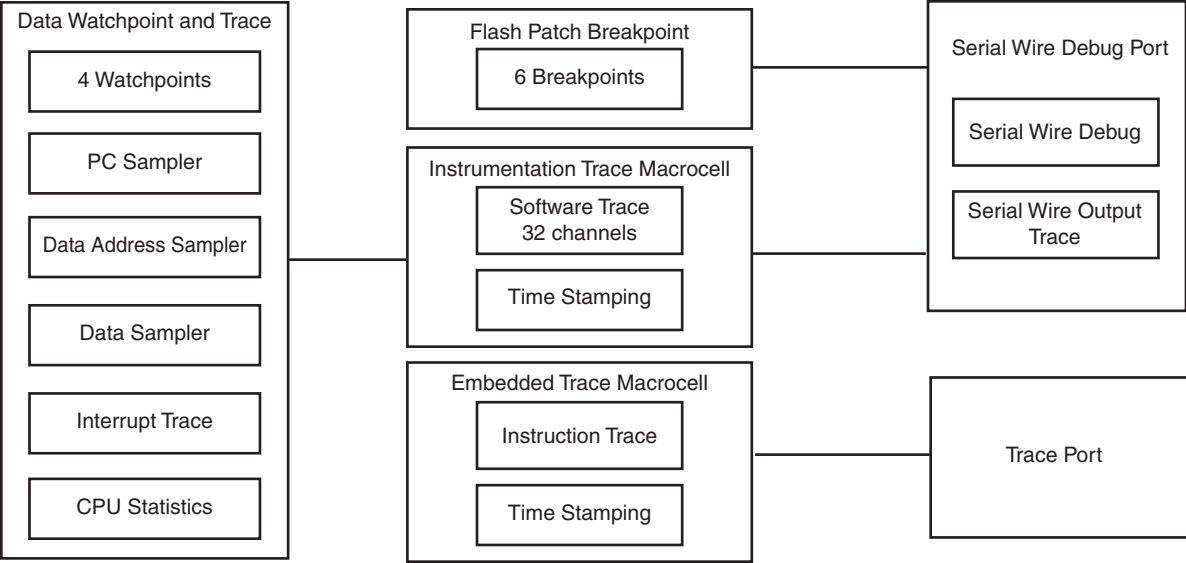 Data Watchpoint and Trace
4 Watchpoints
PC Sampler
Data Address Sampler
Data Sampler
Interrupt Trace
CPU Statistics
Flash Patch Breakpoint
6 Breakpoints
Instrumentation Trace Macrocell
Software Trace
32 channels
Time Stamping
Embedded Trace Macrocell
Instruction Trace
Time Stamping
Serial Wire Debug Port
Serial Wire Debug
Serial Wire Output
Trace
Trace Port